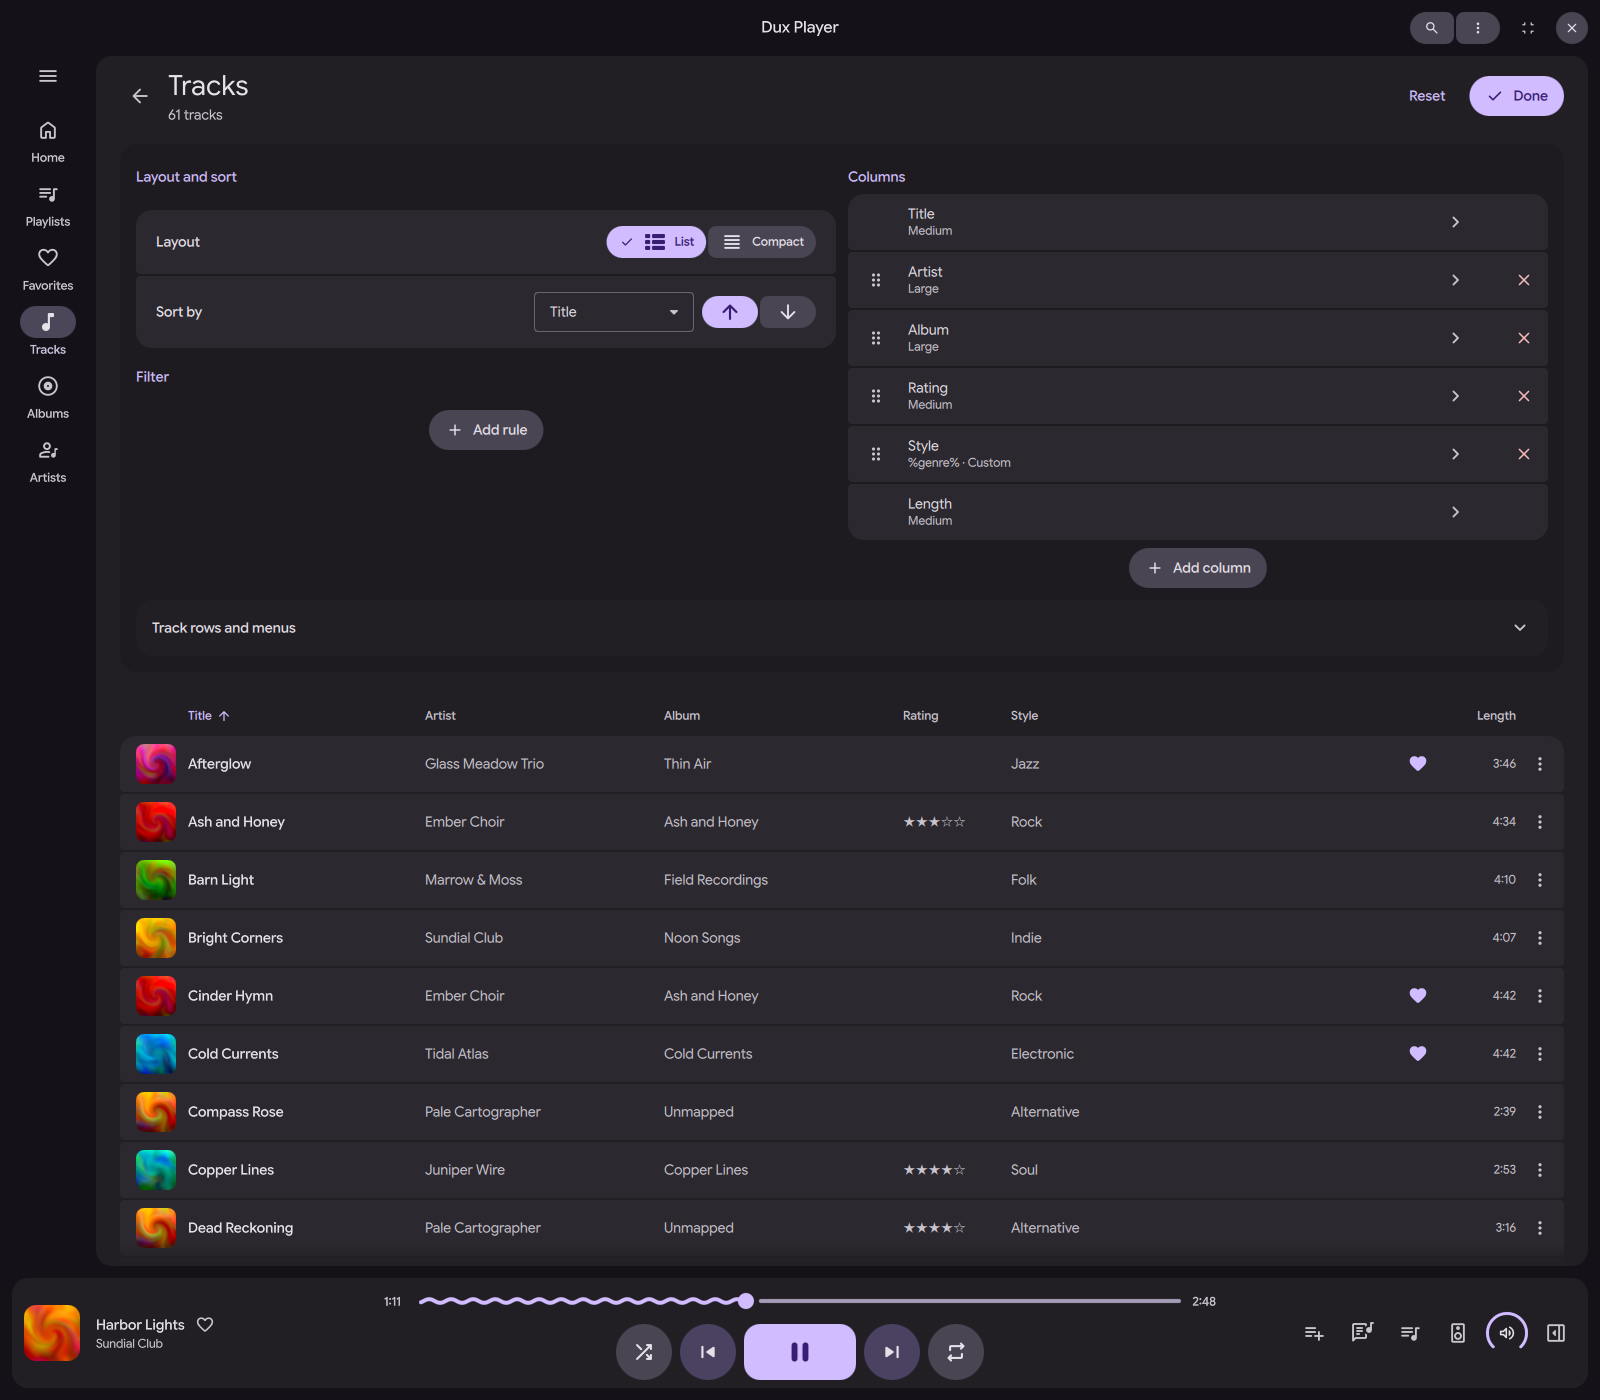 Dux Player
Tracks
61 tracks
Reset
Done
Home
Playlists
Favorites
Tracks
Albums
Artists
Layout and sort
Layout
List
Compact
Sort by
Title
Filter
Add rule
Columns
Title
Medium
Artist
Large
Album
Large
Rating
Medium
Style
%genre% · Custom
Length
Medium
Add column
Track rows and menus
Title Artist Album Rating Style Length
Afterglow Glass Meadow Trio Thin Air Jazz 3:46
Ash and Honey Ember Choir Ash and Honey ★★★☆☆ Rock 4:34
Barn Light Marrow & Moss Field Recordings Folk 4:10
Bright Corners Sundial Club Noon Songs Indie 4:07
Cinder Hymn Ember Choir Ash and Honey Rock 4:42
Cold Currents Tidal Atlas Cold Currents Electronic 4:42
Compass Rose Pale Cartographer Unmapped Alternative 2:39
Copper Lines Juniper Wire Copper Lines ★★★★☆ Soul 2:53
Dead Reckoning Pale Cartographer Unmapped ★★★★☆ Alternative 3:16
Harbor Lights
Sundial Club
1:11
2:48